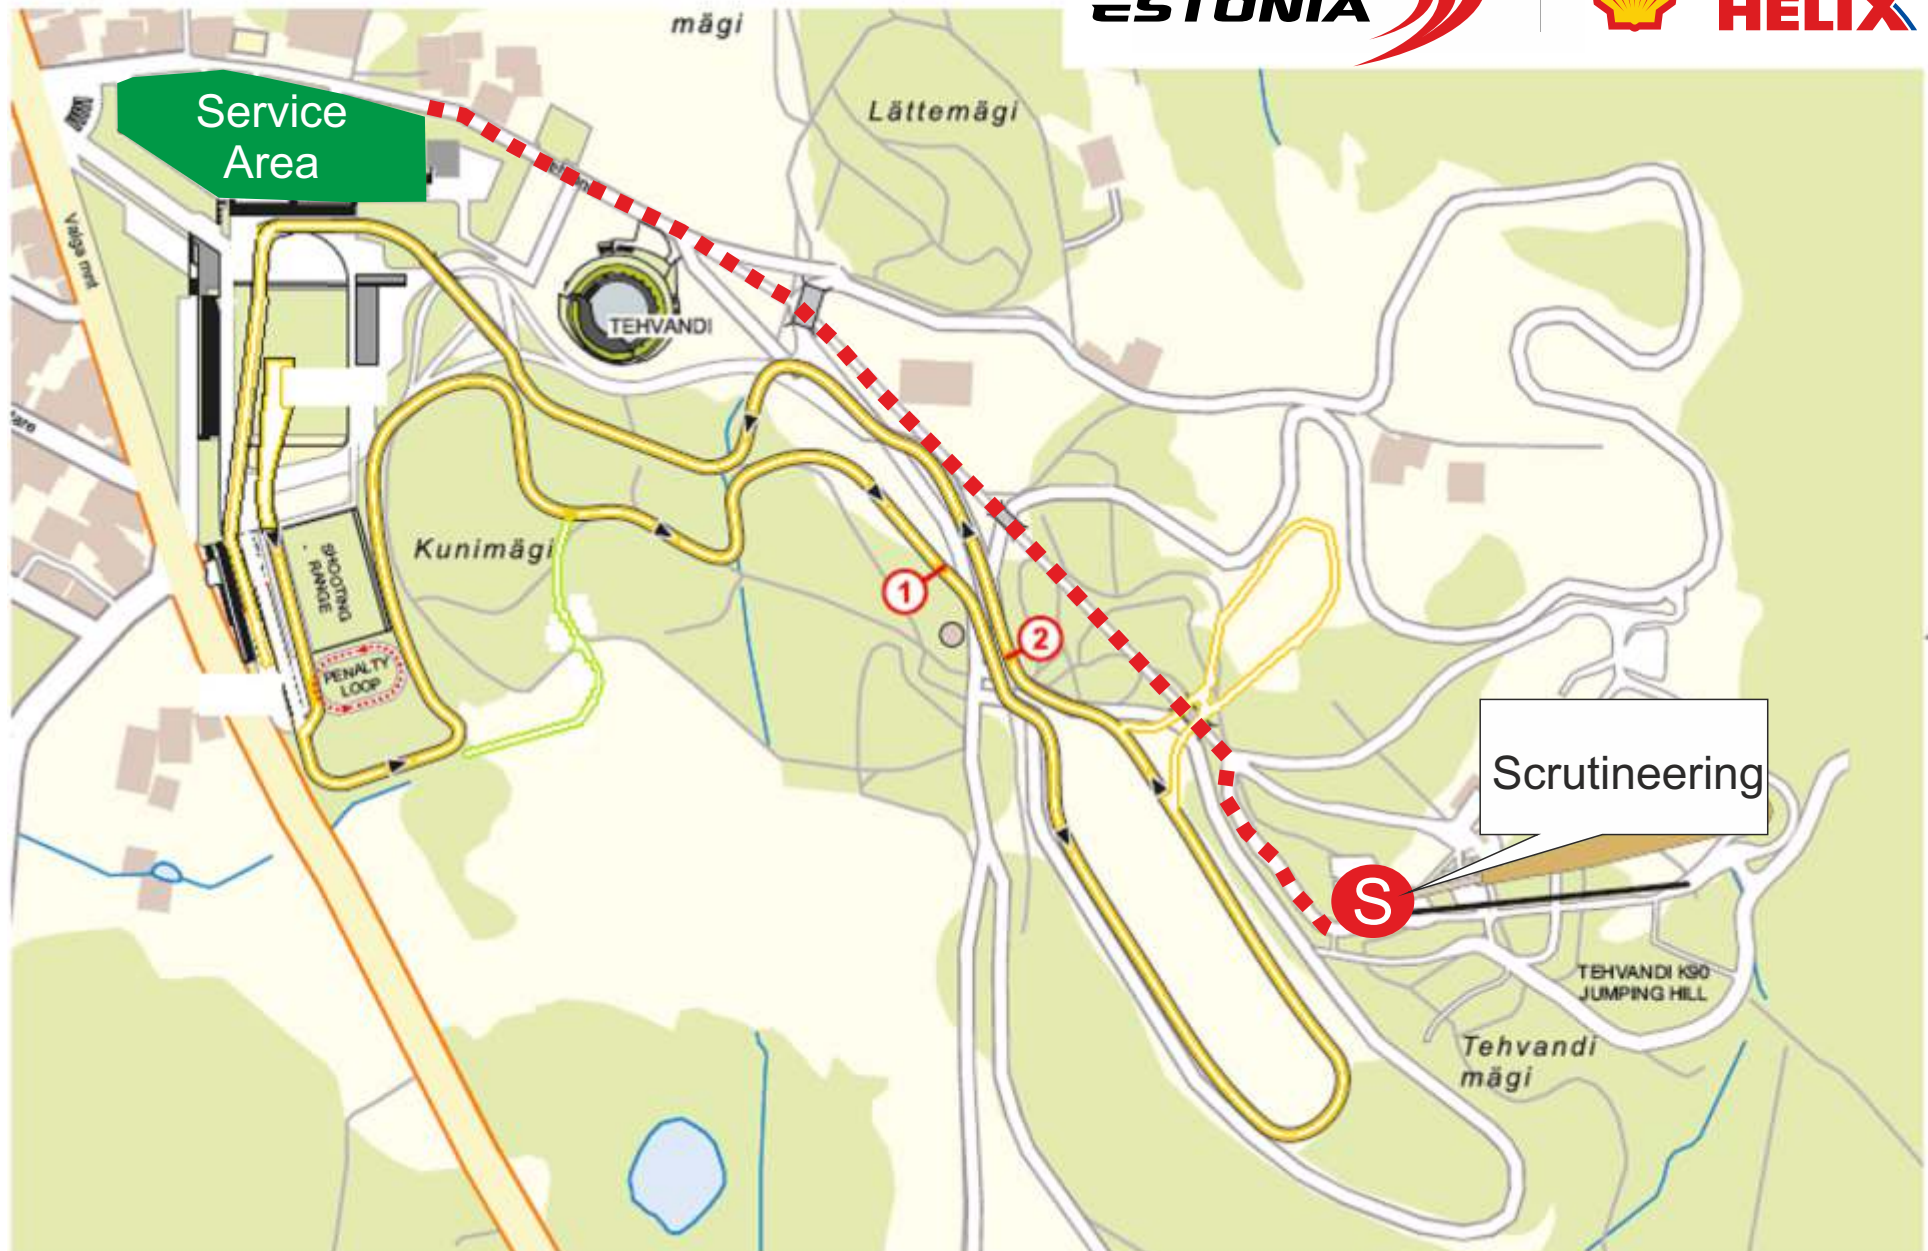 ESTONIA
HELIX
mägi
Lättemägi
Service
Area
Valga mnt
TEHVANDI
Kunimägi
SHOOTING
RANGE
PENALTY
LOOP
1
2
Scrutineering
S
TEHVANDI K90
JUMPING HILL
Tehvandi
mägi